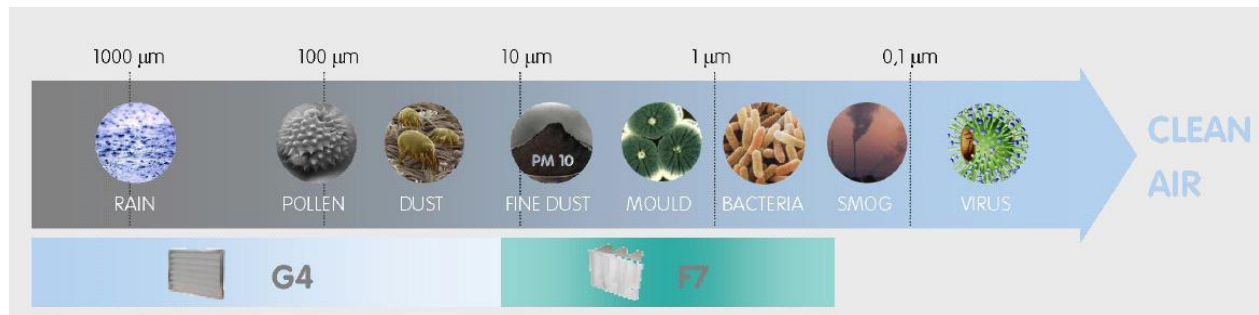 1000 µm 100 µm 10 µm 1 µm 0,1 µm
PM 10
RAIN POLLEN DUST FINE DUST MOULD BACTERIA SMOG VIRUS
CLEAN
AIR
G4 F7